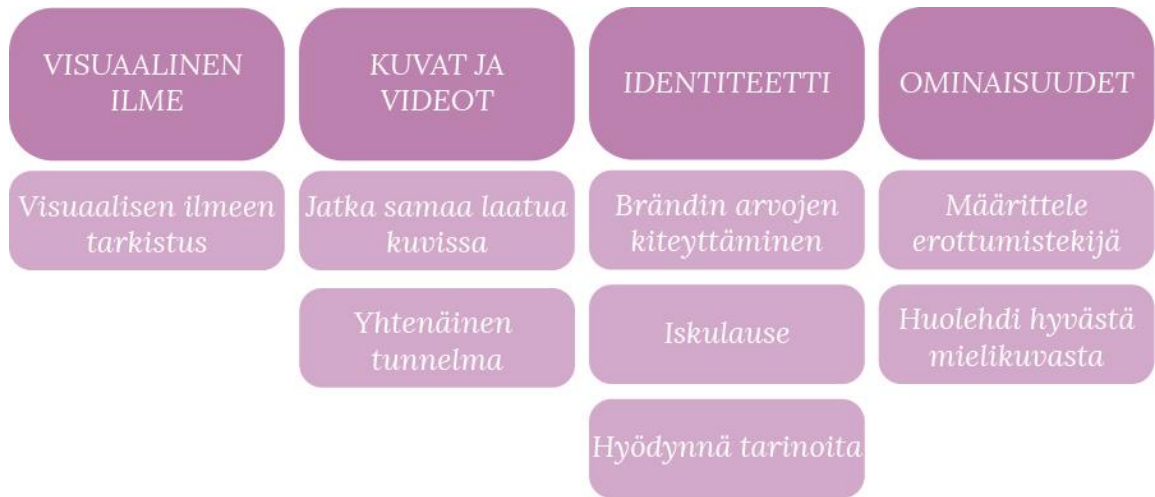 VISUAALINEN
ILME
Visuaalisen ilmeen
tarkistus
KUVAT JA
VIDEOT
Jatka samaa laatua
kuvissa
Yhtenäinen
tunnelma
IDENTITEETTI
Brändin arvojen
kiteyttäminen
Iskulause
Hyödynnä tarinoita
OMINAISUUDET
Määrittele
erottumistekijä
Huolehdi hyvästä
mielikuvasta